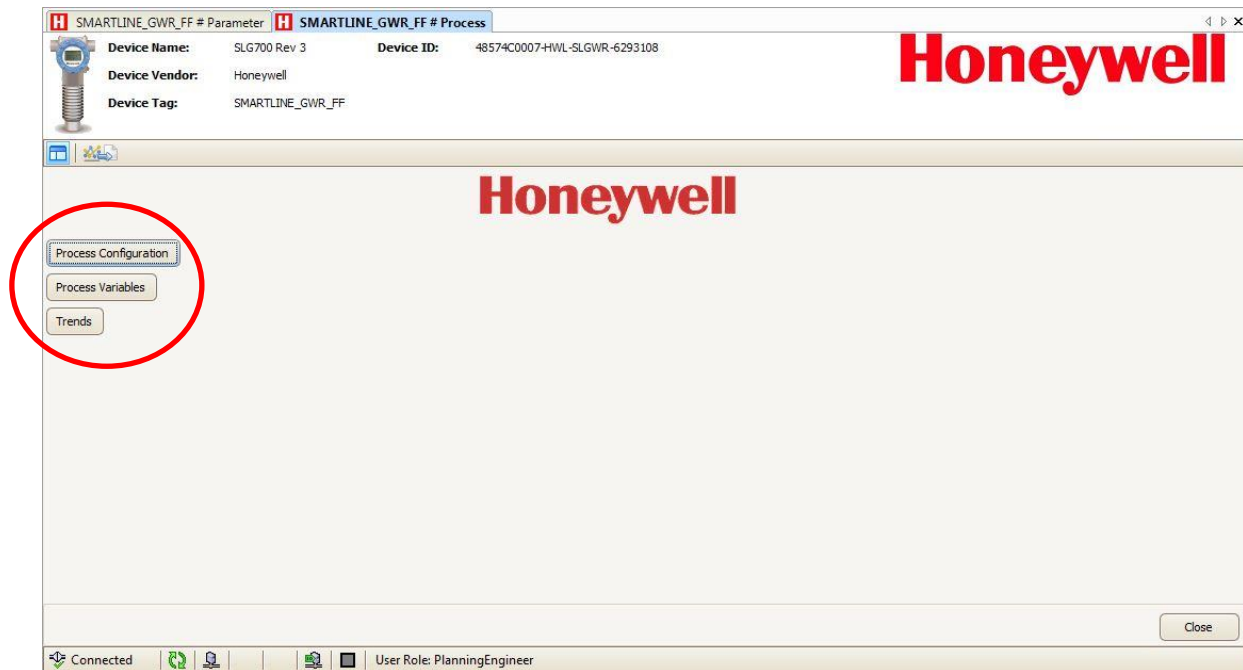 SMARTLINE_GWR_FF # Parameter SMARTLINE_GWR_FF # Process
Device Name: SLG700 Rev 3 Device ID: 48574C0007-HWL-SLGWR-6293108
Honeywell
Device Vendor: Honeywell
Device Tag: SMARTLINE_GWR_FF
Honeywell
Process Configuration
Process Variables
Trends
Close
Connected User Role: PlanningEngineer